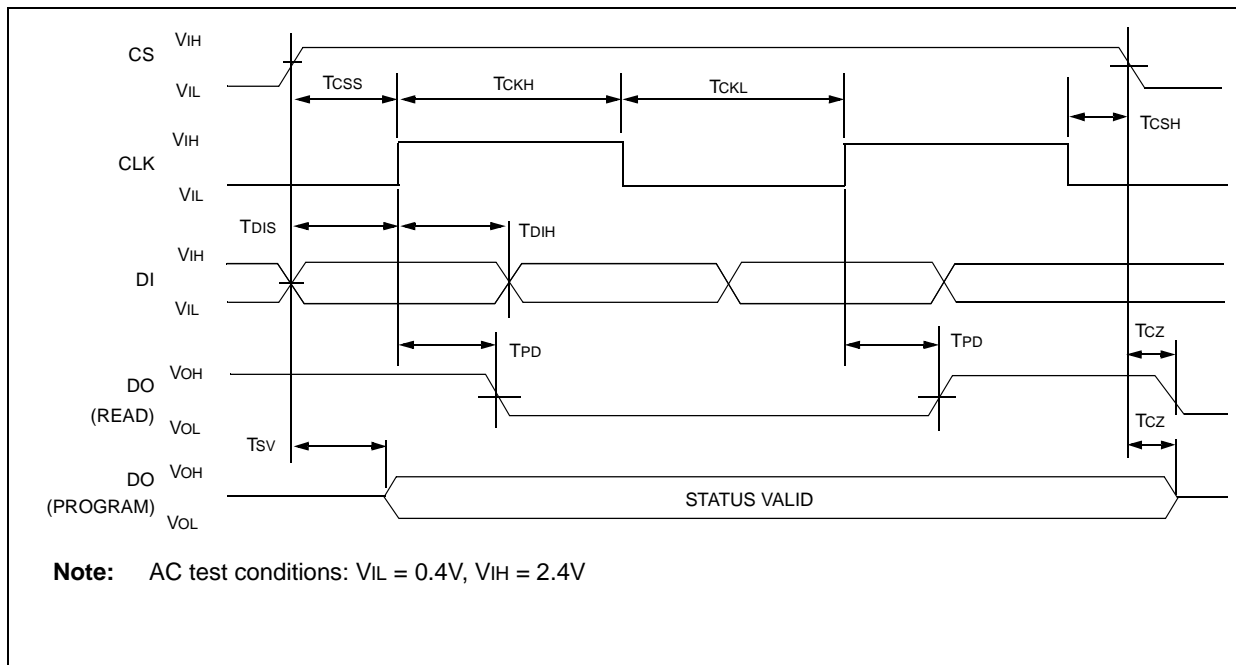 CS
VIH
VIL
TCSS
TCKH
TCKL
TCSH
CLK
VIH
VIL
TDIS
TDIH
DI
VIH
VIL
TPD
TPD
TCZ
DO
(READ)
VOH
VOL
TSV
TCZ
DO
(PROGRAM)
VOH
VOL
STATUS VALID
Note: AC test conditions: VIL = 0.4V, VIH = 2.4V